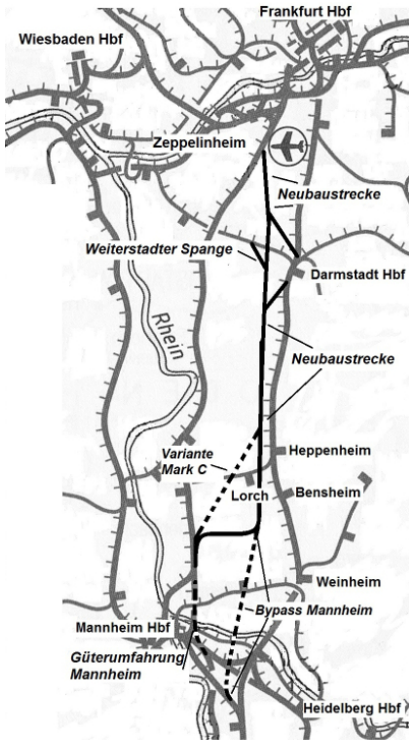 Frankfurt Hbf
Wiesbaden Hbf
Zeppelinheim
Neubaustrecke
Weiterstadter Spange
Darmstadt Hbf
Rhein
Neubaustrecke
Variante
Mark C
Heppenheim
Lorch
Bensheim
Weinheim
Bypass Mannheim
Mannheim Hbf
Güterumfahrung
Mannheim
Heidelberg Hbf